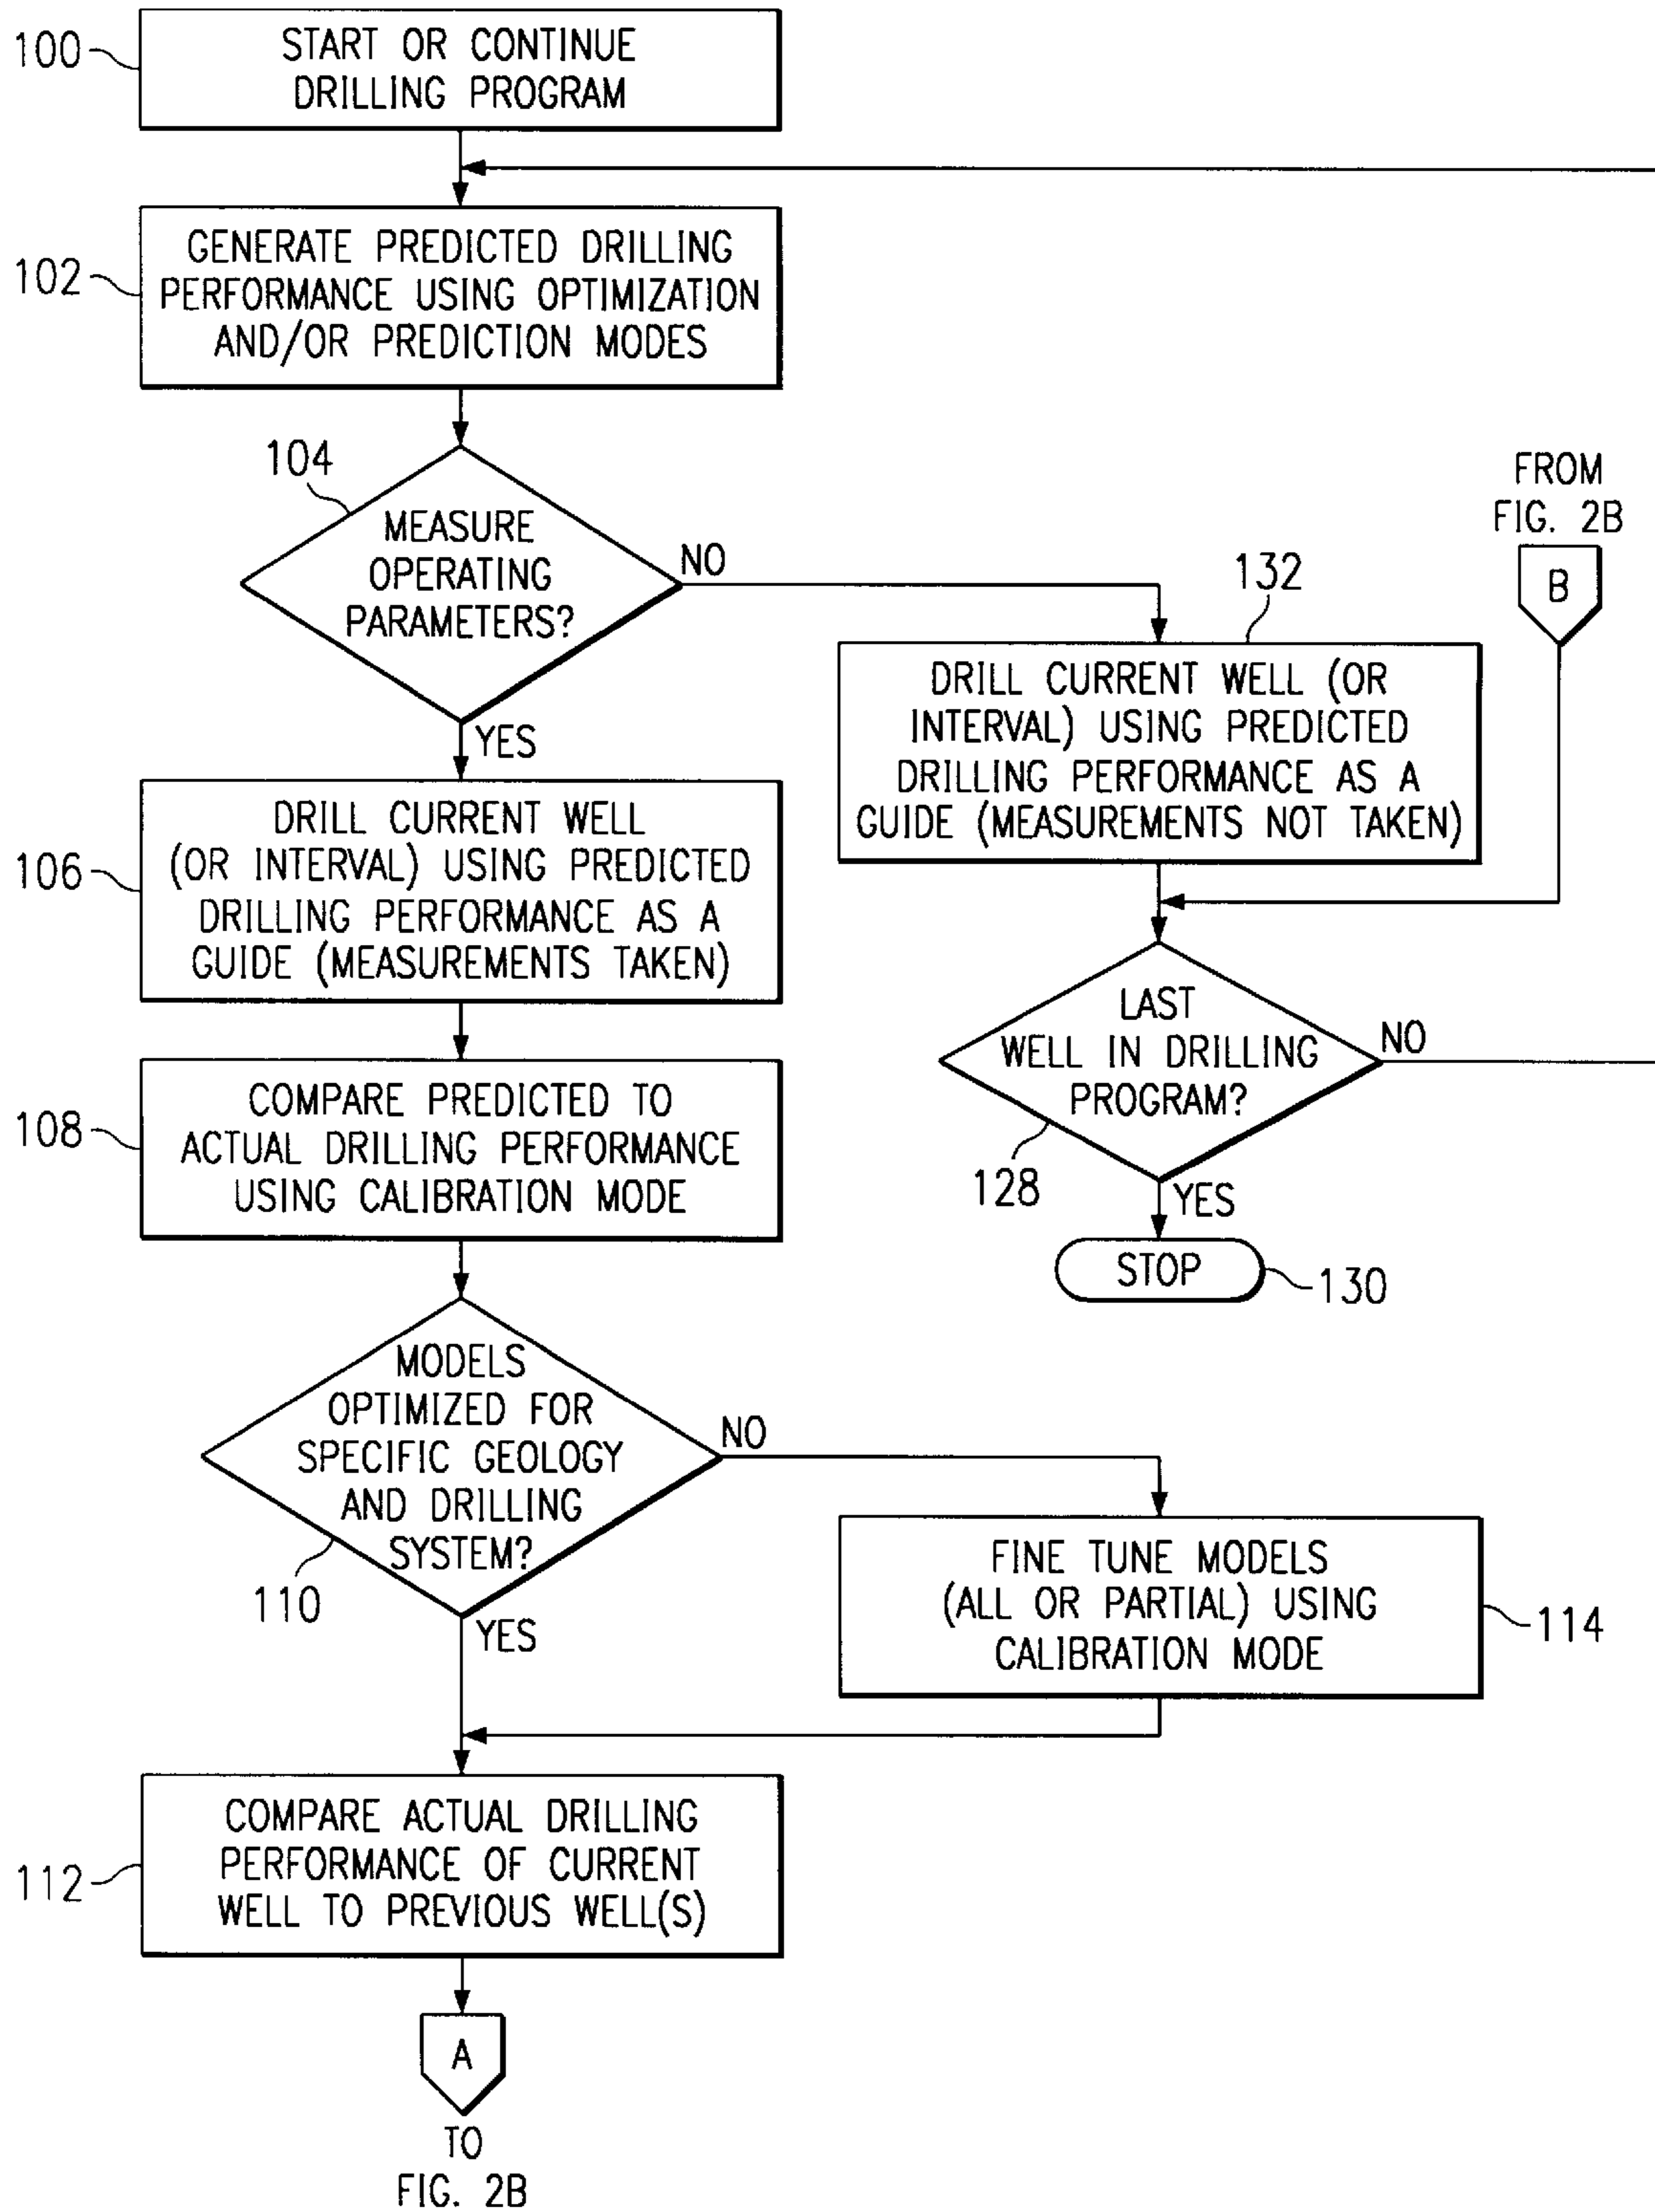 100
START OR CONTINUE
DRILLING PROGRAM
102
GENERATE PREDICTED DRILLING
PERFORMANCE USING OPTIMIZATION
AND/OR PREDICTION MODES
104
MEASURE
OPERATING
PARAMETERS?
NO
YES
106
DRILL CURRENT WELL
(OR INTERVAL) USING PREDICTED
DRILLING PERFORMANCE AS A
GUIDE (MEASUREMENTS TAKEN)
108
COMPARE PREDICTED TO
ACTUAL DRILLING PERFORMANCE
USING CALIBRATION MODE
MODELS
OPTIMIZED FOR
SPECIFIC GEOLOGY
AND DRILLING
SYSTEM?
110
NO
YES
FINE TUNE MODELS
(ALL OR PARTIAL) USING
CALIBRATION MODE
114
112
COMPARE ACTUAL DRILLING
PERFORMANCE OF CURRENT
WELL TO PREVIOUS WELL(S)
A
TO
FIG. 2B
FROM
FIG. 2B
B
132
DRILL CURRENT WELL (OR
INTERVAL) USING PREDICTED
DRILLING PERFORMANCE AS A
GUIDE (MEASUREMENTS NOT TAKEN)
LAST
WELL IN DRILLING
PROGRAM?
128
NO
YES
STOP
130